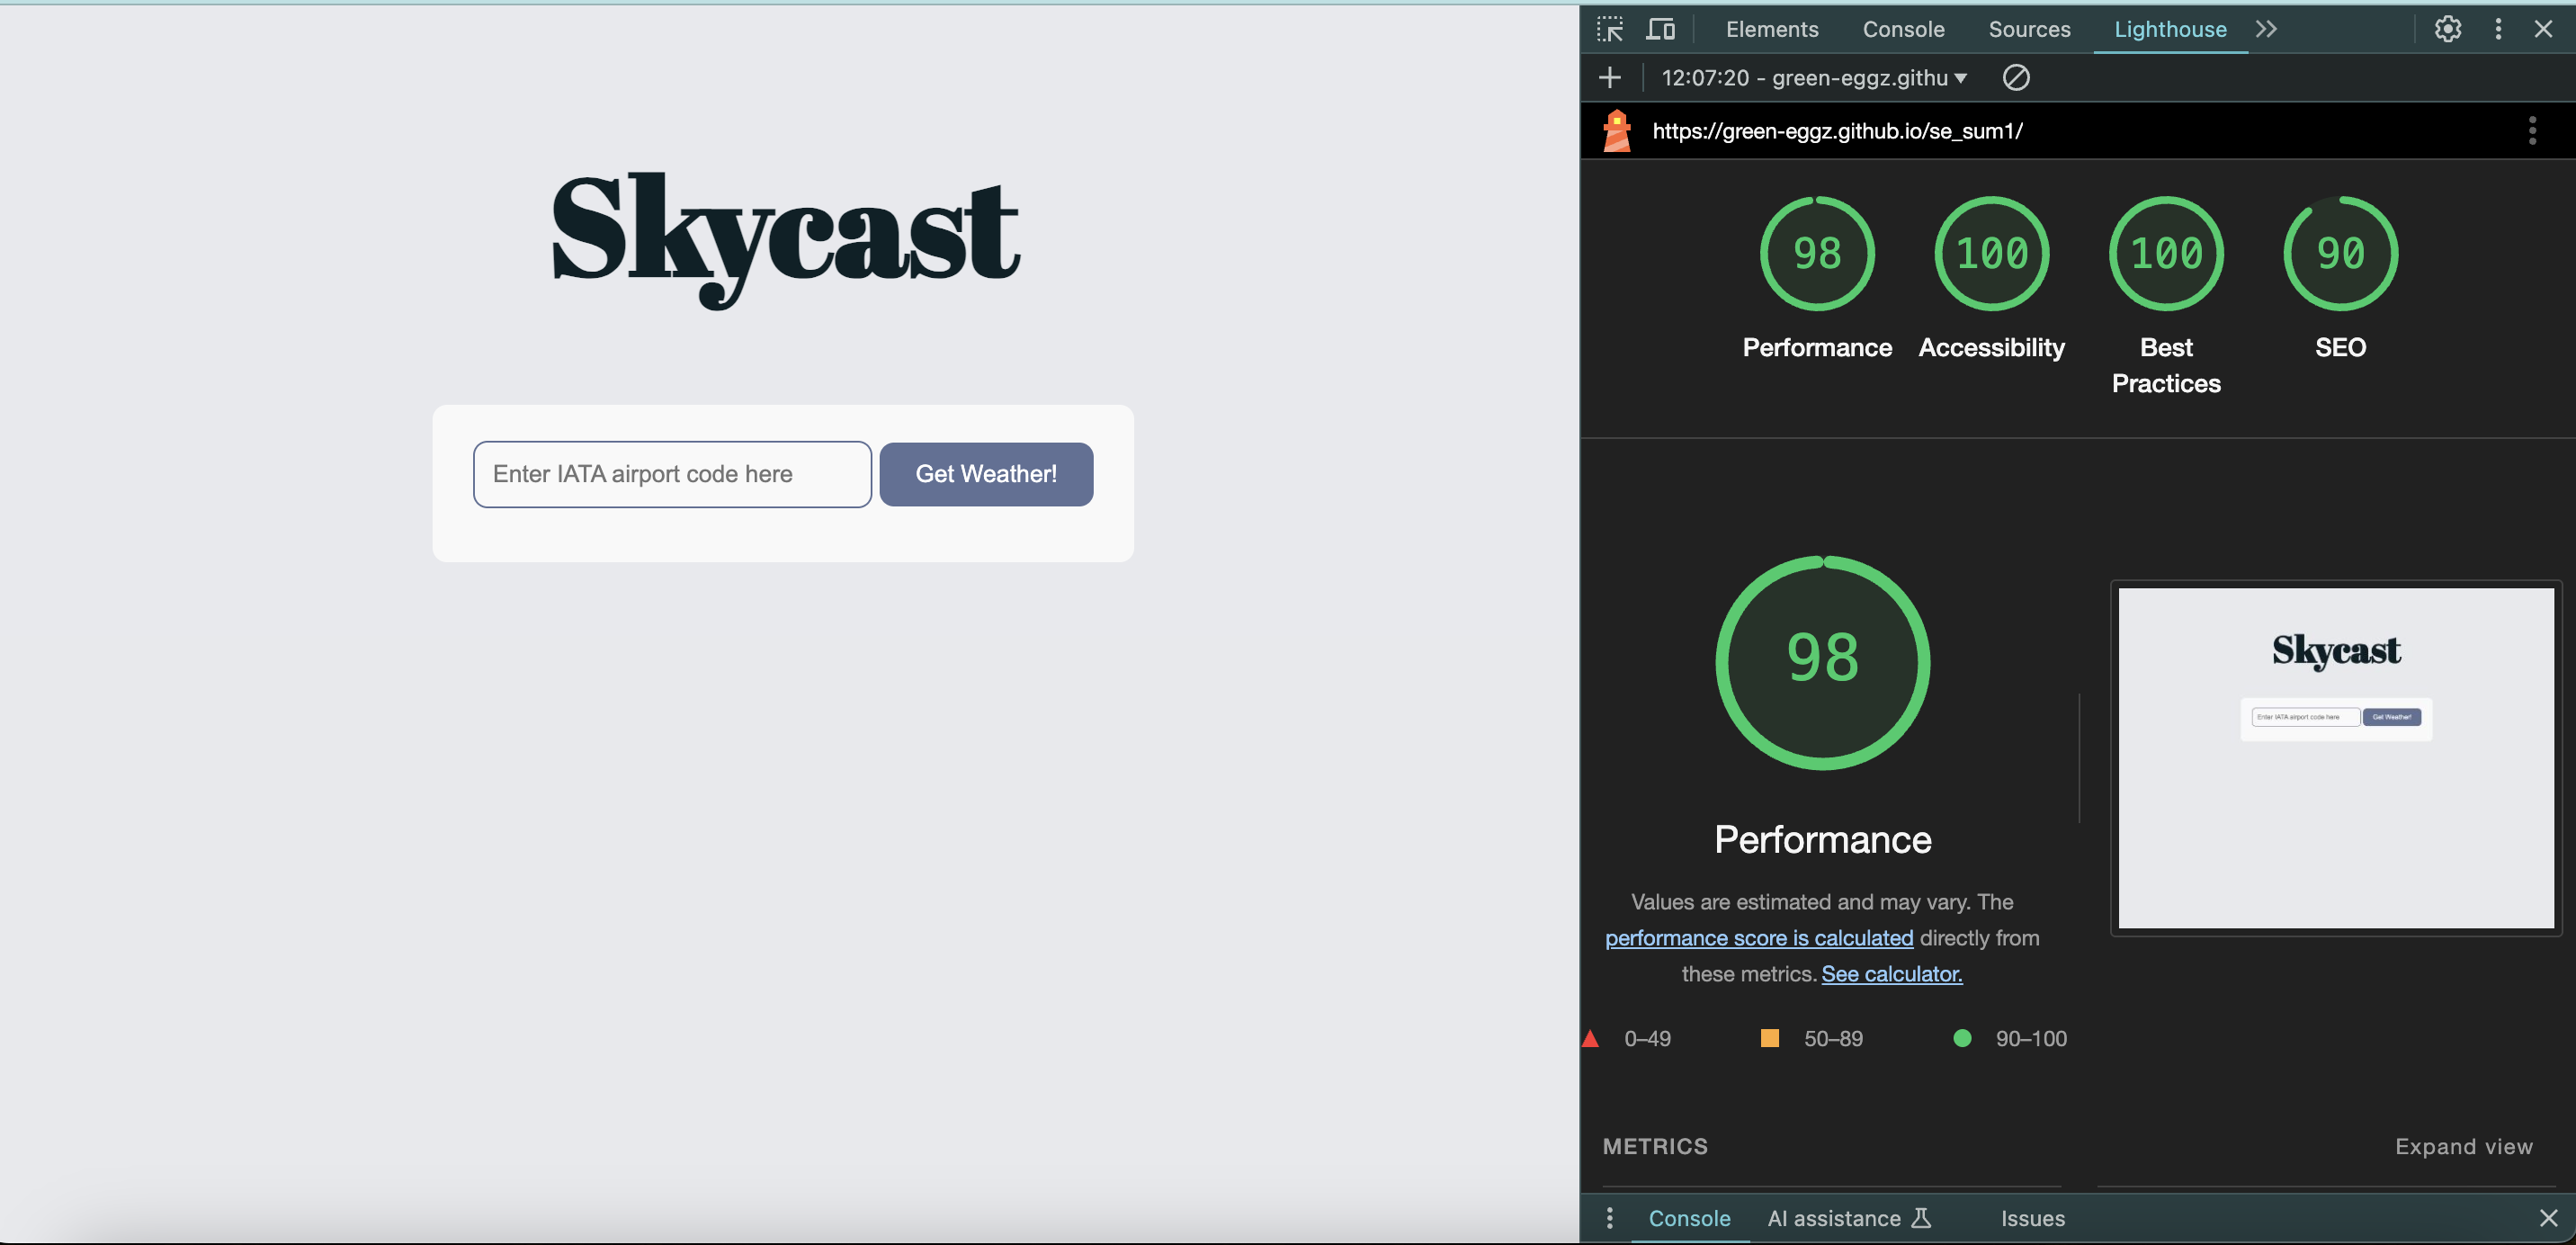 Skycast
Enter IATA airport code here
Get Weather!
Elements
Console
Sources
Lighthouse
12:07:20 - green-eggz.githu
https://green-eggz.github.io/se_sum1/
98
100
100
90
Performance
Accessibility
Best
Practices
SEO
98
Performance
Values are estimated and may vary. The
performance score is calculated directly from
these metrics. See calculator.
0–49
50–89
90–100
Skycast
Enter IATA airport code here
Get Weather!
METRICS
Expand view
Console
AI assistance
Issues